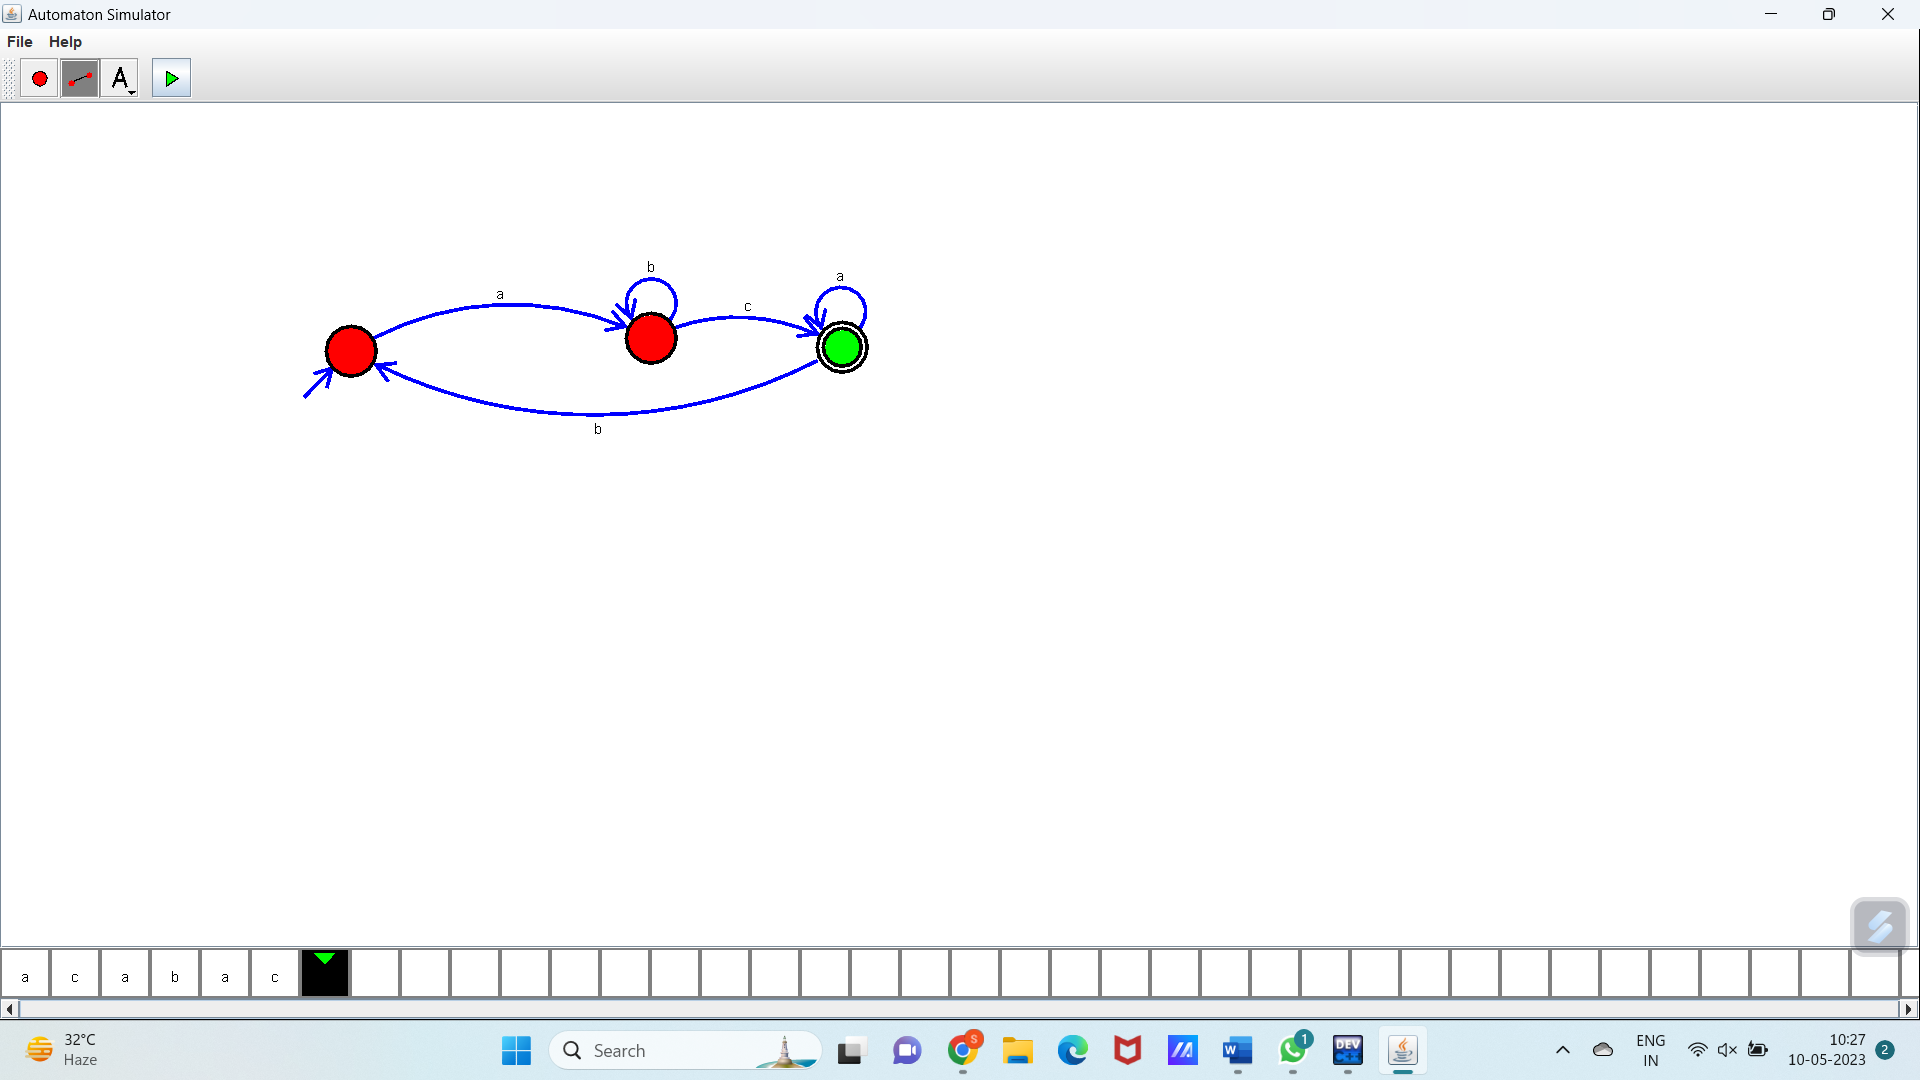 Automaton Simulator
File Help
A
b
a
a
c
b
a c a b a c
32°C
Haze
Search
S
W
1
DEV
C++
ENG
IN
10:27
10-05-2023
2